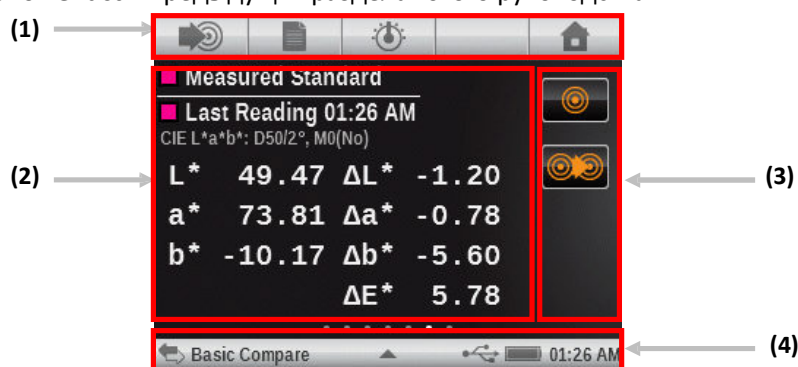 (1)
Measured Standard
Last Reading 01:26 AM
CIE L*a*b*: D50/2°, M0(No)
(2)
(3)
L* 49.47 ΔL* -1.20
a* 73.81 Δa* -0.78
b* -10.17 Δb* -5.60
ΔE* 5.78
Basic Compare 01:26 AM
(4)